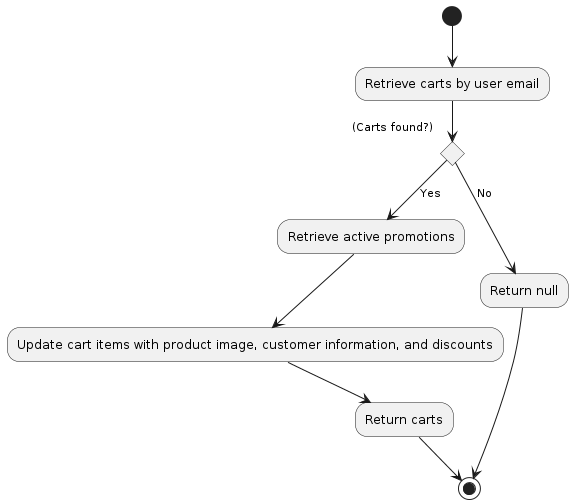 Retrieve carts by user email
(Carts found?)
Yes
No
Retrieve active promotions
Return null
Update cart items with product image, customer information, and discounts
Return carts